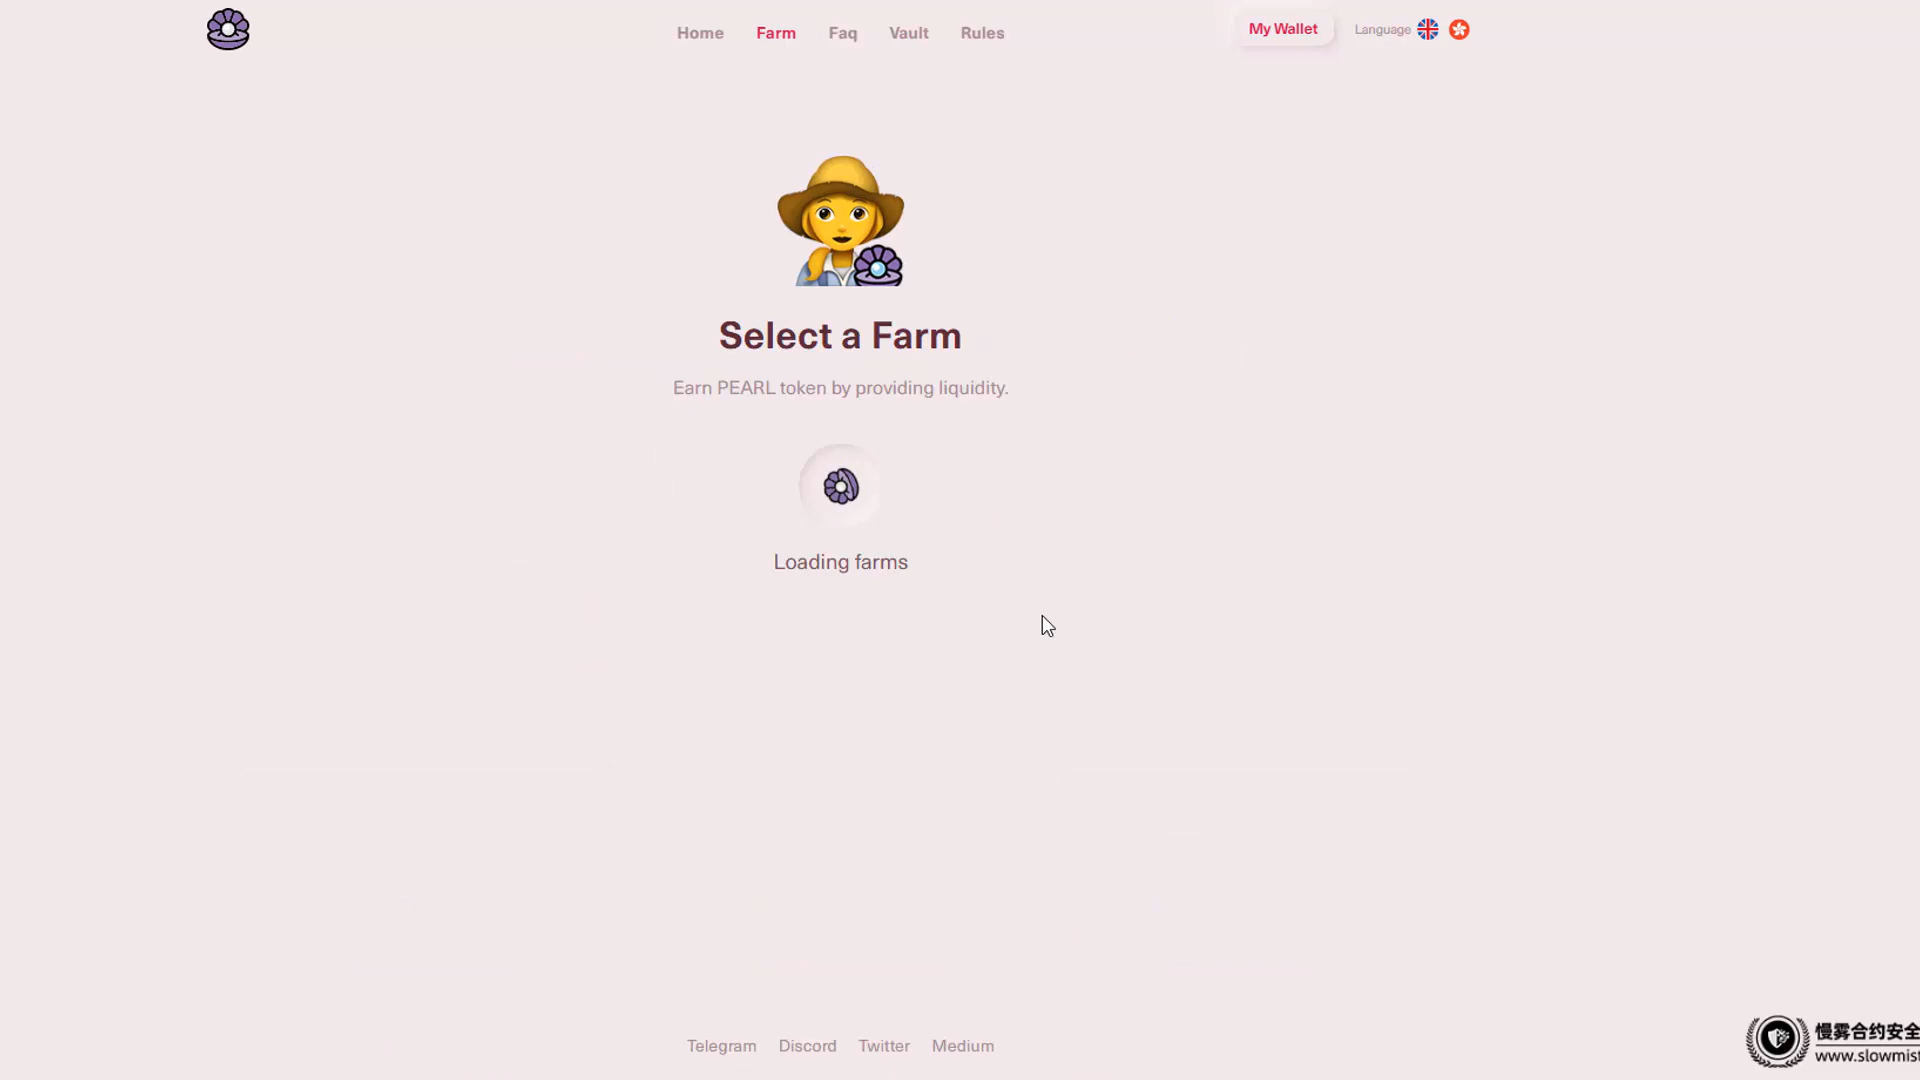 Home Farm Faq Vault Rules My Wallet Language
Select a Farm
Earn PEARL token by providing liquidity.
Loading farms
Telegram Discord Twitter Medium
慢雾合约安全
www.slowmist